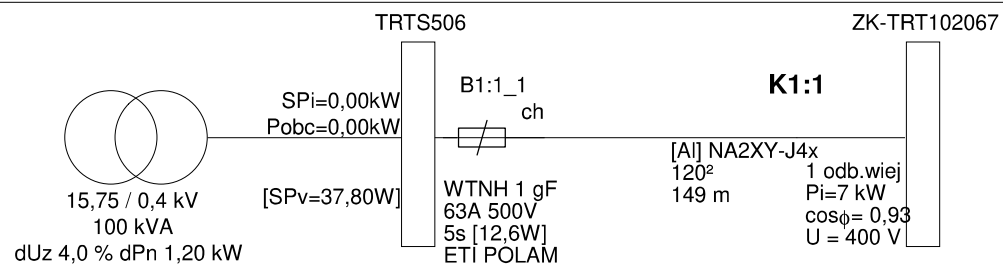 TRTS506
ZK-TRT102067
B1:1_1
ch
K1:1
SPi=0,00kW
Pobc=0,00kW
[SPv=37,80W]
15,75 / 0,4 kV
100 kVA
dUz 4,0 % dPn 1,20 kW
WTNH 1 gF
63A 500V
5s [12,6W]
ETI POLAM
[Al] NA2XY-J4x
120²
149 m
1 odb.wiej
Pi=7 kW
cosϕ= 0,93
U = 400 V